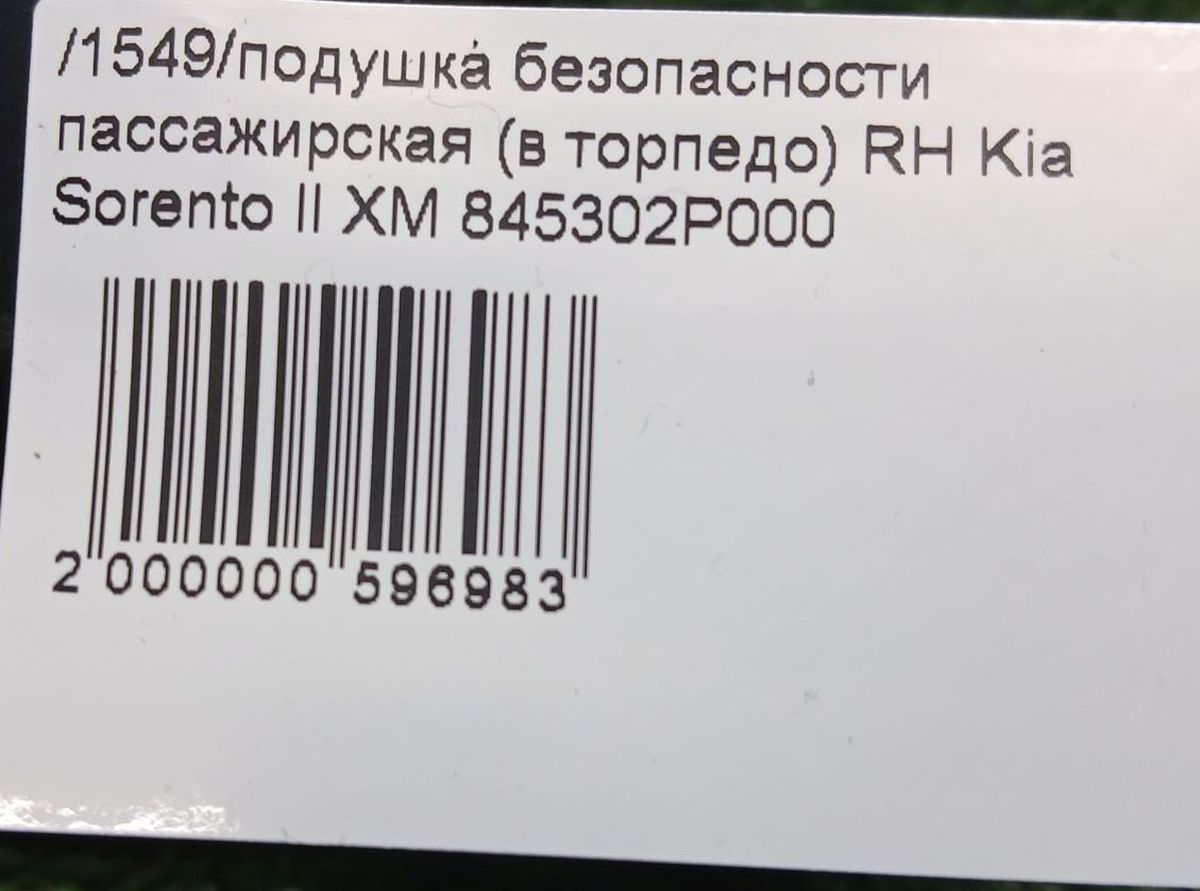 /1549/подушка безопасности
пассажирская (в торпедо) RH Kia
Sorento II XM 845302P000
2 000000 596983